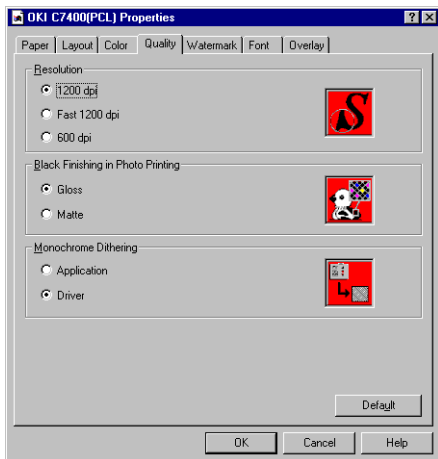 OKI C7400(PCL) Properties
Paper Layout Color Quality Watermark Font Overlay
Resolution
1200 dpi
Fast 1200 dpi
600 dpi
Black Finishing in Photo Printing
Gloss
Matte
Monochrome Dithering
Application
Driver
Default
OK Cancel Help